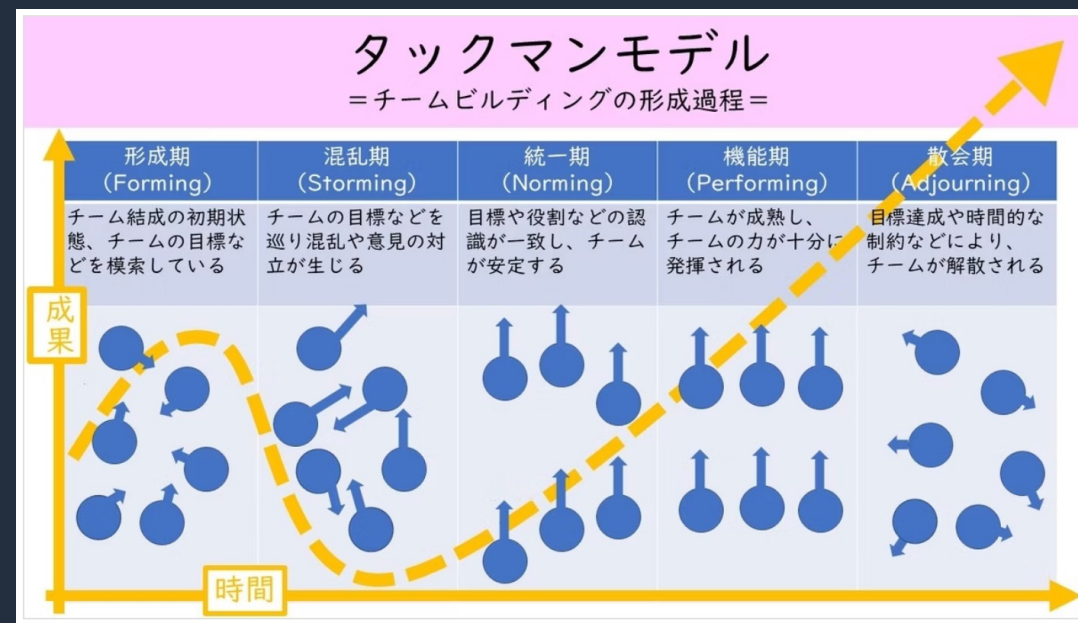 タックマンモデル
=チームビルディングの形成過程=
形成期
(Forming)
混乱期
(Storming)
統一期
(Norming)
機能期
(Performing)
散会期
(Adjourning)
チーム結成の初期状
態、チームの目標な
どを模索している
チームの目標などを
巡り混乱や意見の対
立が生じる
目標や役割などの認
識が一致し、チーム
が安定する
チームが成熟し、
チームの力が十分に
発揮される
目標達成や時間的な
制約などにより、
チームが解散される
成果
時間